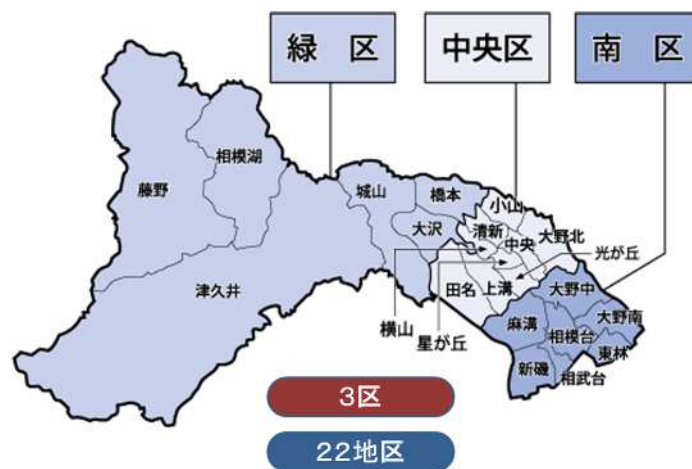 緑 区
中央区
南 区
相模湖
藤野
城山
橋本
小山
大沢
清新
中央
大野北
光が丘
津久井
田名
上溝
大野中
横山
星が丘
麻溝
大野南
相模台
東林
新磯
相武台
3区
22地区